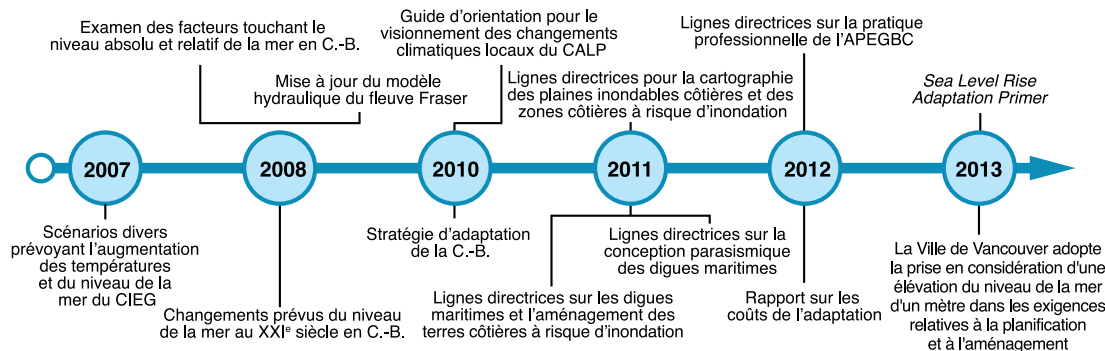 Examen des facteurs touchant le
niveau absolu et relatif de la mer en C.-B.
Mise à jour du modèle
hydraulique du fleuve Fraser
Guide d'orientation pour le
visionnement des changements
climatiques locaux du CALP
Lignes directrices pour la cartographie
des plaines inondables côtières et des
zones côtières à risque d'inondation
Lignes directrices sur la pratique
professionnelle de l'APEGBC
Sea Level Rise
Adaptation Primer
2007
2008
2010
2011
2012
2013
Scénarios divers
prévoyant l'augmentation
des températures
et du niveau de la
mer du CIEG
Changements prévus du niveau
de la mer au XXIe siècle en C.-B.
Stratégie d'adaptation
de la C.-B.
Lignes directrices sur les digues
maritimes et l'aménagement des
terres côtières à risque d'inondation
Lignes directrices sur la
conception parasismique
des digues maritimes
Rapport sur les
coûts de l'adaptation
La Ville de Vancouver adopte
la prise en considération d'une
élévation du niveau de la mer
d'un mètre dans les exigences
relatives à la planification
et à l'aménagement